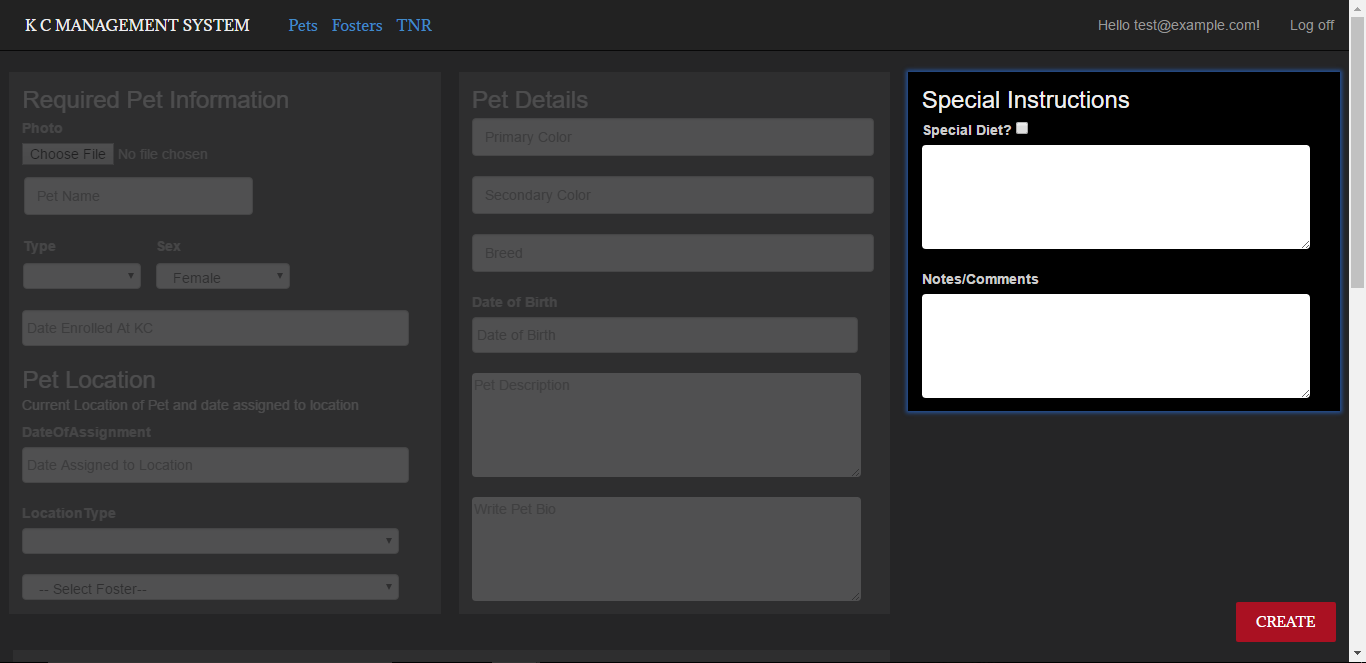 K C MANAGEMENT SYSTEM Pets Fosters TNR Hello test@example.com! Log off
Required Pet Information
Photo
Choose File No file chosen
Pet Name
Type Sex
Female
Date Enrolled At KC
Pet Location
Current Location of Pet and date assigned to location
DateOfAssignment
Date Assigned to Location
LocationType
-- Select Foster--
Pet Details
Primary Color
Secondary Color
Breed
Date of Birth
Date of Birth
Pet Description
Write Pet Bio
Special Instructions
Special Diet?
Notes/Comments
CREATE